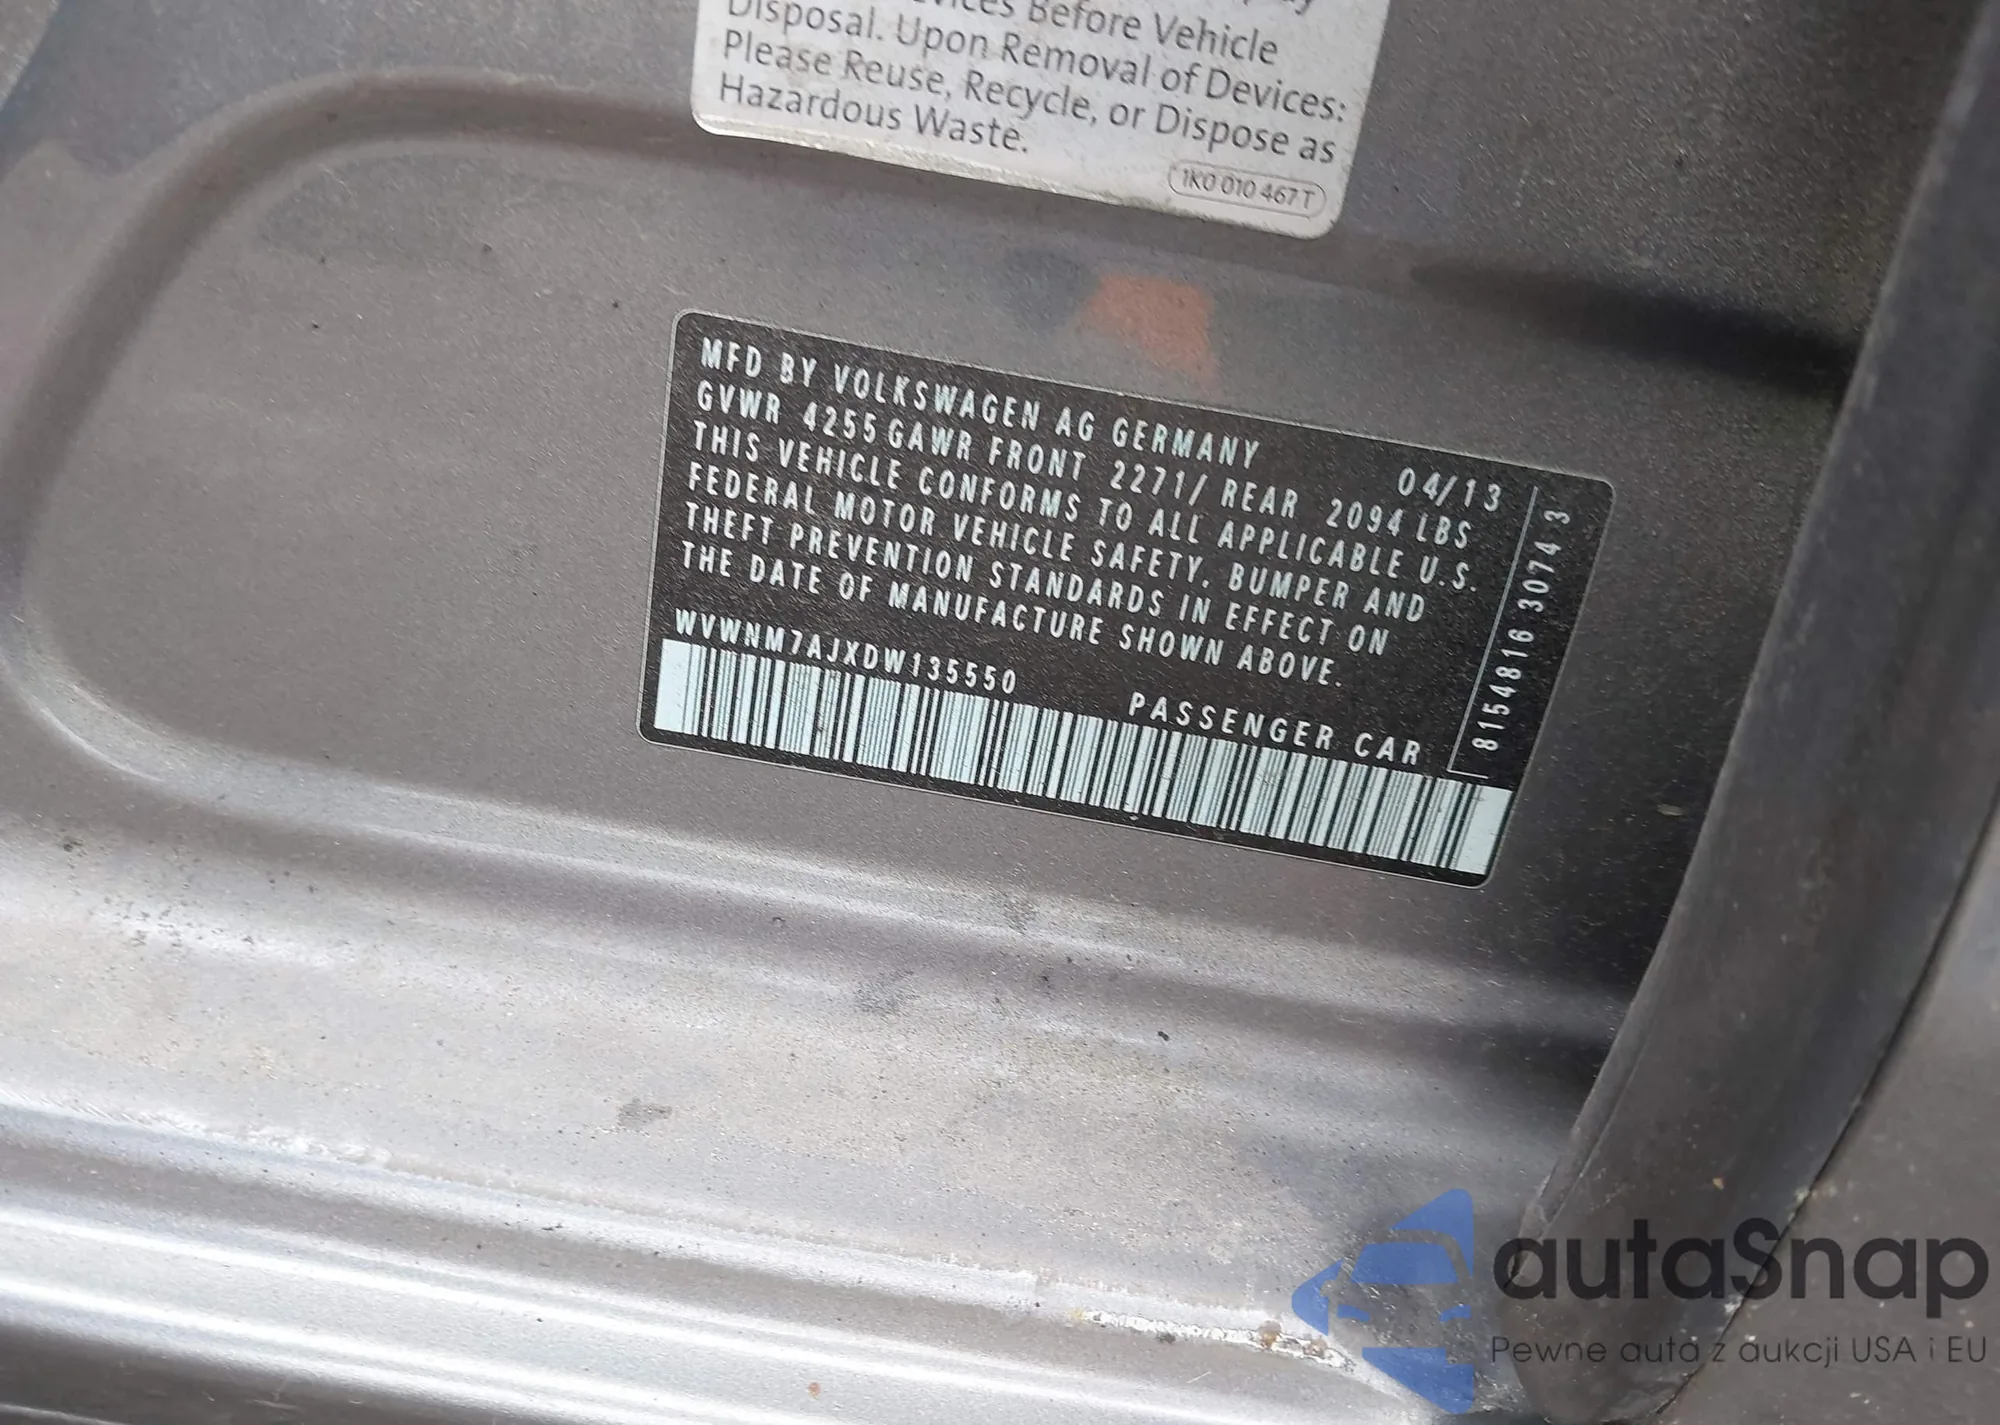 Before Vehicle
Disposal. Upon Removal of Devices:
Please Reuse, Recycle, or Dispose as
Hazardous Waste.
1K0 010 467 T
MFD BY VOLKSWAGEN AG GERMANY 04/13
GVWR 4255 GAWR FRONT 2271/ REAR 2094 LBS
THIS VEHICLE CONFORMS TO ALL APPLICABLE U.S.
FEDERAL MOTOR VEHICLE SAFETY, BUMPER AND
THEFT PREVENTION STANDARDS IN EFFECT ON
THE DATE OF MANUFACTURE SHOWN ABOVE.
WVWNM7AJXDW135550 PASSENGER CAR
8154816 3074 3
autaSnap
Pewne auta z aukcji USA i EU